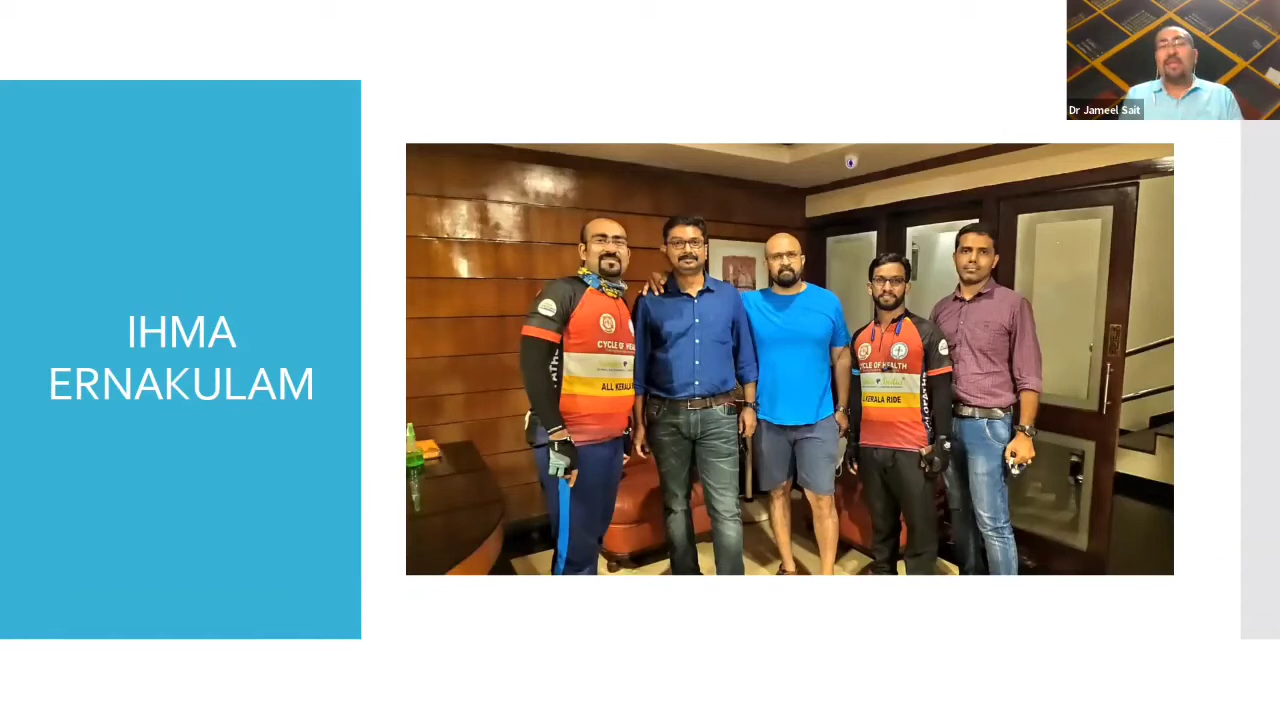 Dr Jameel Sait
IHMA
ERNAKULAM
CYCLE OF HEALTH
ALL KERALA
CYCLE OF HEALTH
KERALA RIDE